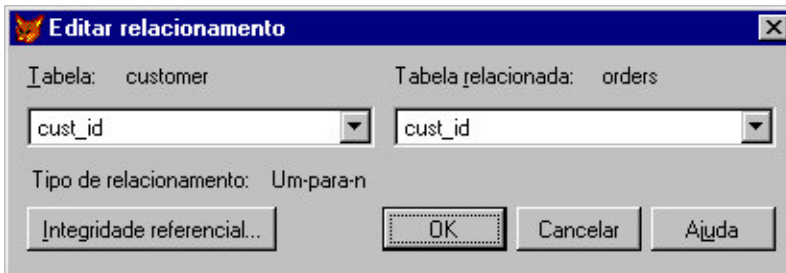 Editar relacionamento
Tabela: customer Tabela relacionada: orders
cust_id cust_id
Tipo de relacionamento: Um-para-n
Integridade referencial... OK Cancelar Ajuda